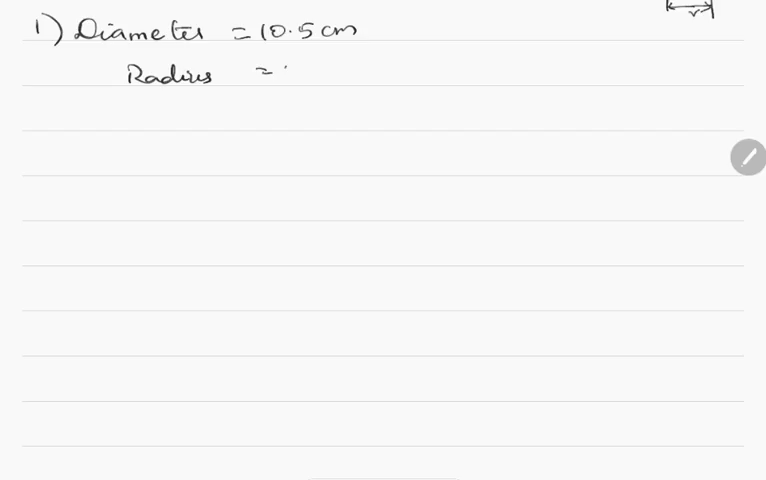 r
1) Diameter = 10.5 cm
Radius =